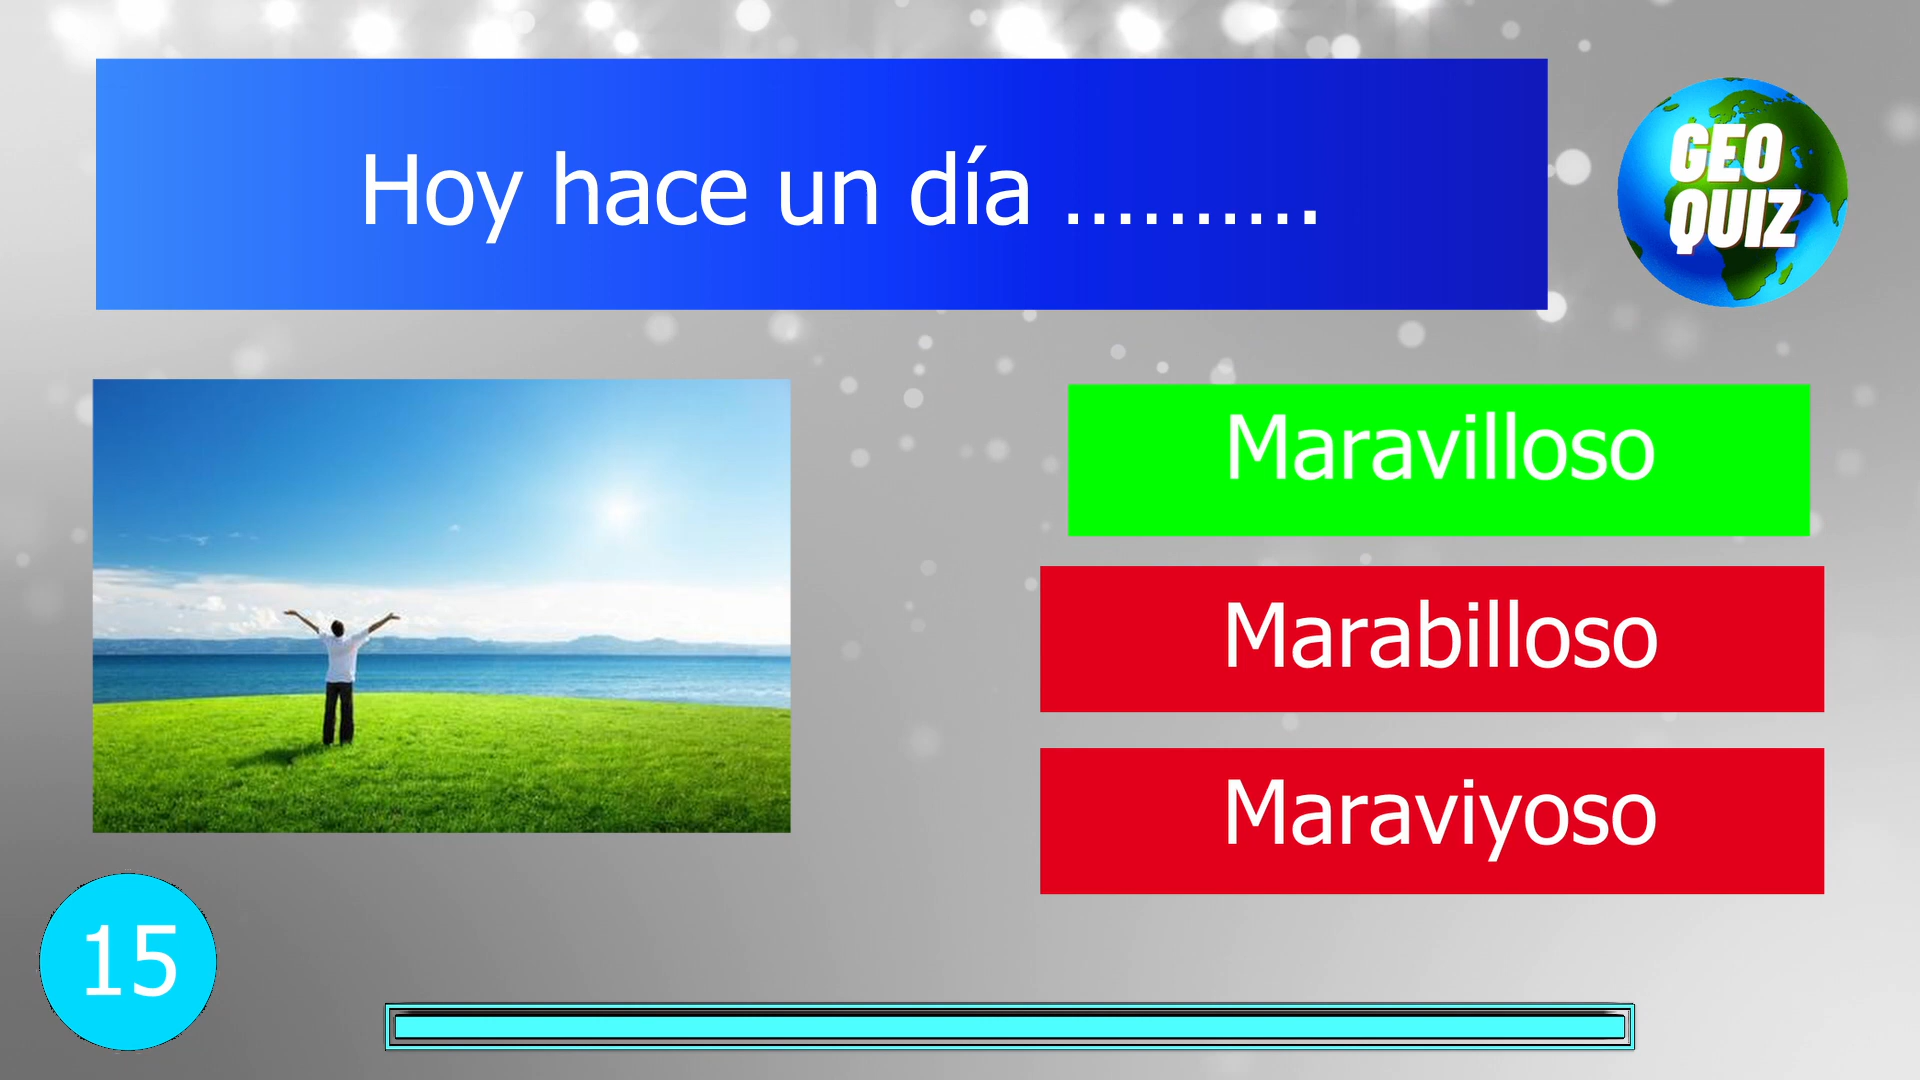 Hoy hace un día ..........
GEO
QUIZ
Maravilloso
Marabilloso
Maraviyoso
15